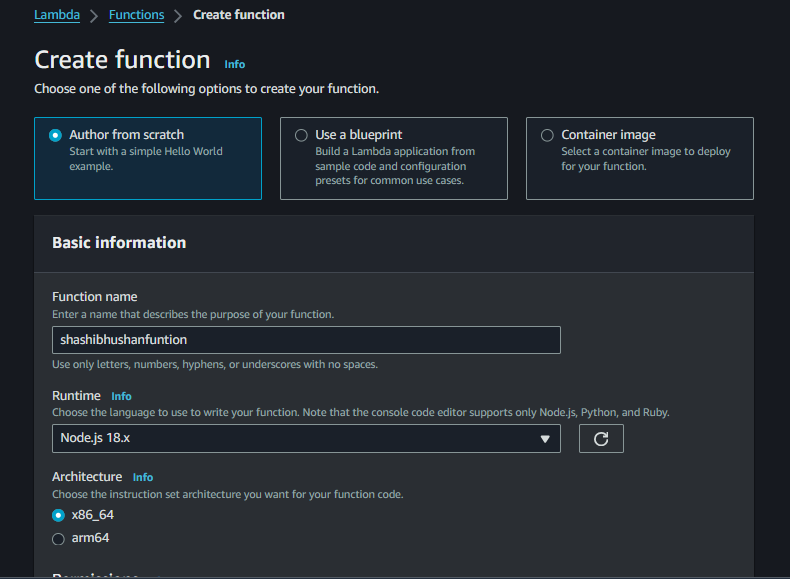 Lambda > Functions > Create function
Create function Info
Choose one of the following options to create your function.
Author from scratch
Start with a simple Hello World
example.
Use a blueprint
Build a Lambda application from
sample code and configuration
presets for common use cases.
Container image
Select a container image to deploy
for your function.
Basic information
Function name
Enter a name that describes the purpose of your function.
shashibhushanfuntion
Use only letters, numbers, hyphens, or underscores with no spaces.
Runtime Info
Choose the language to use to write your function. Note that the console code editor supports only Node.js, Python, and Ruby.
Node.js 18.x
Architecture Info
Choose the instruction set architecture you want for your function code.
x86_64
arm64